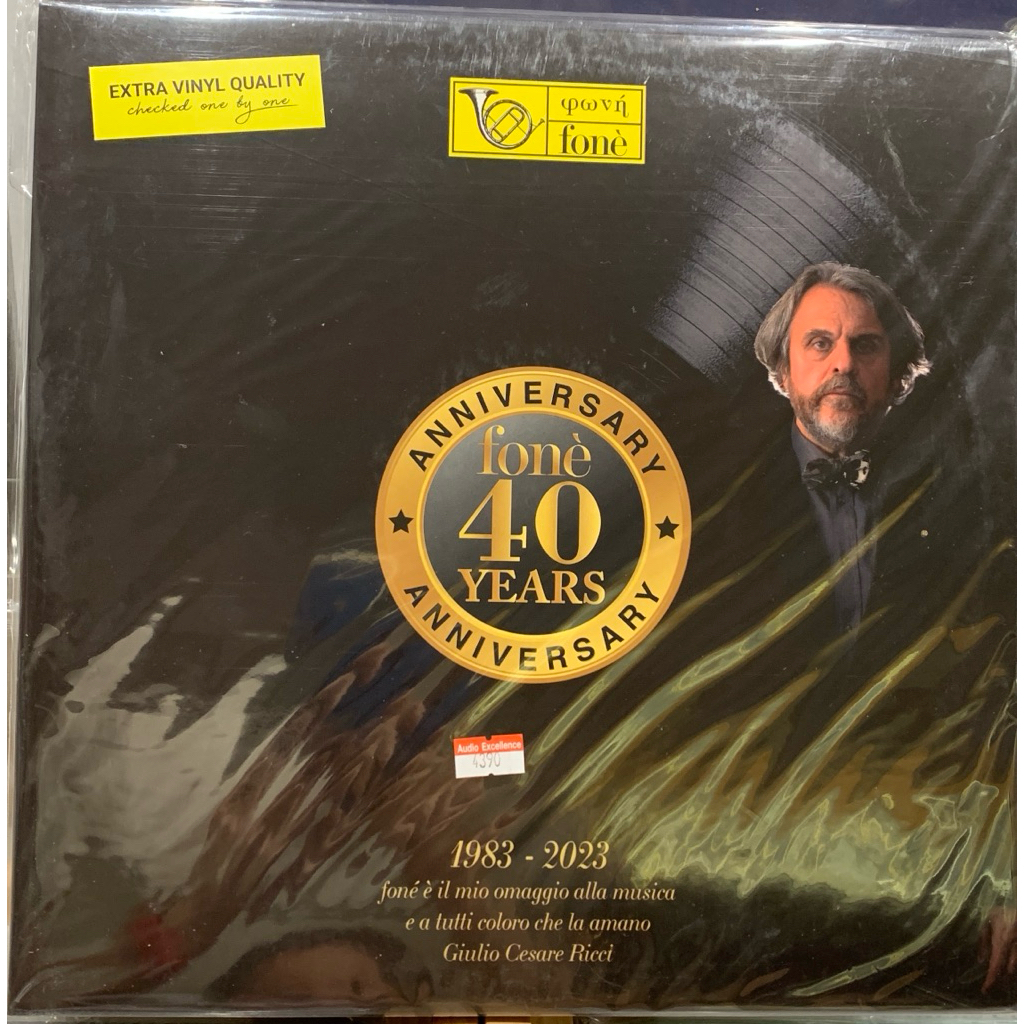 EXTRA VINYL QUALITY
checked one by one
φωνή
fonè
ANNIVERSARY
fonè
40
YEARS
ANNIVERSARY
Audio Excellence
4390
1983 - 2023
foné è il mio omaggio alla musica
e a tutti coloro che la amano
Giulio Cesare Ricci